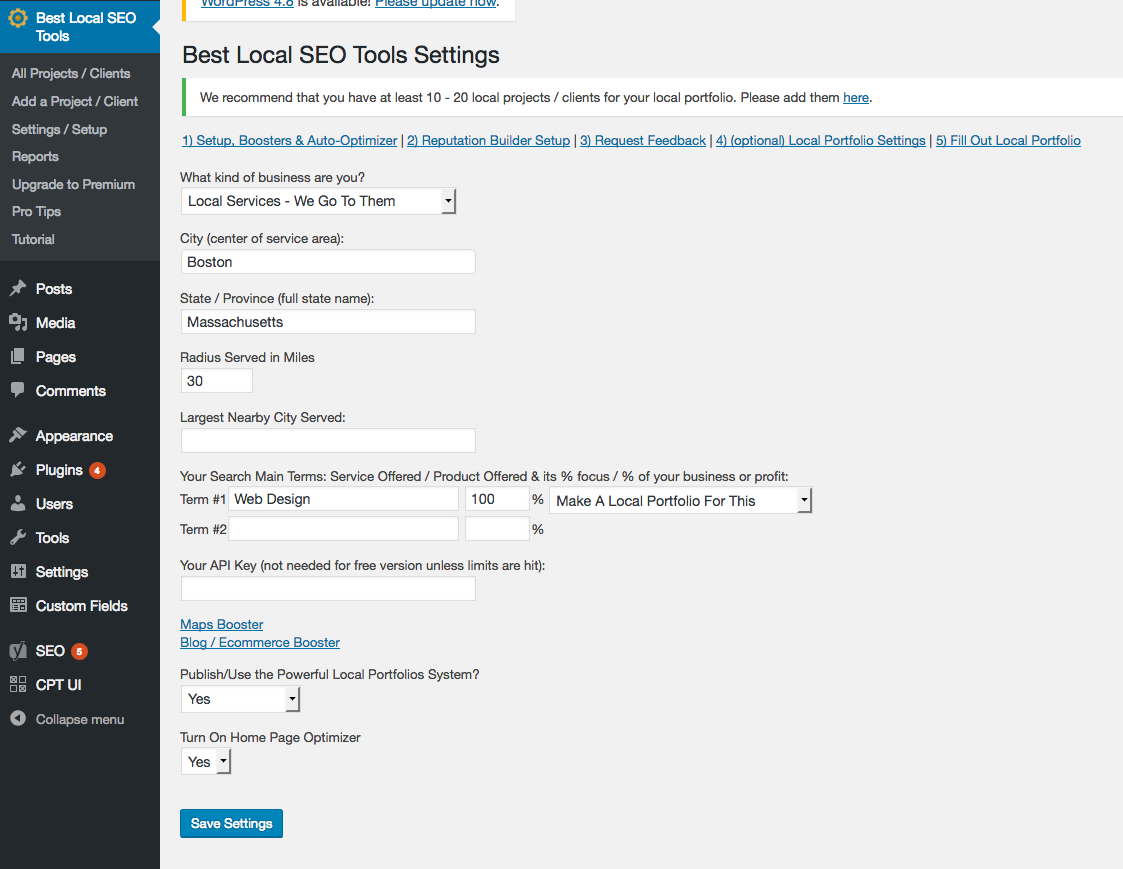 Best Local SEO
Tools
All Projects / Clients
Add a Project / Client
Settings / Setup
Reports
Upgrade to Premium
Pro Tips
Tutorial
Posts
Media
Pages
Comments
Appearance
Plugins 4
Users
Tools
Settings
Custom Fields
SEO 5
CPT UI
Collapse menu
WordPress 4.8 is available! Please update now.
Best Local SEO Tools Settings
We recommend that you have at least 10 - 20 local projects / clients for your local portfolio. Please add them here.
1) Setup, Boosters & Auto-Optimizer | 2) Reputation Builder Setup | 3) Request Feedback | 4) (optional) Local Portfolio Settings | 5) Fill Out Local Portfolio
What kind of business are you?
Local Services - We Go To Them
City (center of service area):
Boston
State / Province (full state name):
Massachusetts
Radius Served in Miles
30
Largest Nearby City Served:
Your Search Main Terms: Service Offered / Product Offered & its % focus / % of your business or profit:
Term #1 Web Design 100 % Make A Local Portfolio For This
Term #2 %
Your API Key (not needed for free version unless limits are hit):
Maps Booster
Blog / Ecommerce Booster
Publish/Use the Powerful Local Portfolios System?
Yes
Turn On Home Page Optimizer
Yes
Save Settings